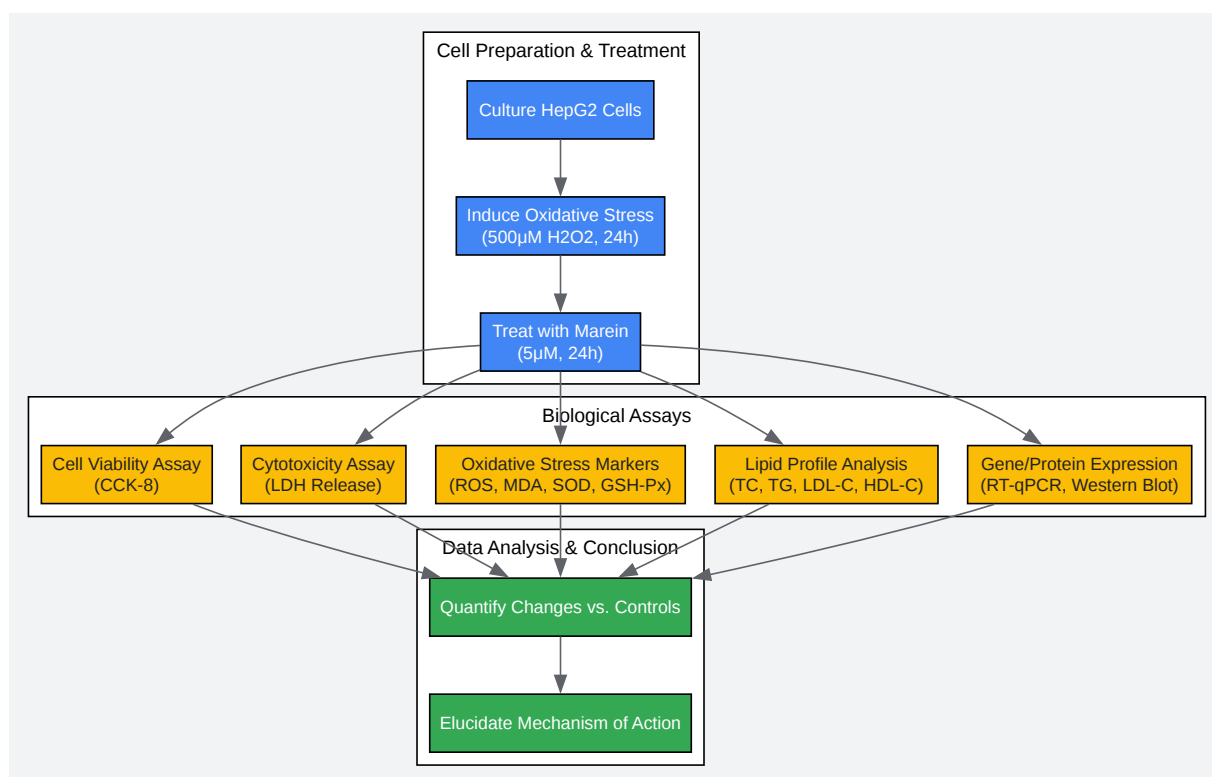 Cell Preparation & Treatment
Culture HepG2 Cells
Induce Oxidative Stress
(500μM H2O2, 24h)
Treat with Marein
(5μM, 24h)
Biological Assays
Cell Viability Assay
(CCK-8)
Cytotoxicity Assay
(LDH Release)
Oxidative Stress Markers
(ROS, MDA, SOD, GSH-Px)
Lipid Profile Analysis
(TC, TG, LDL-C, HDL-C)
Gene/Protein Expression
(RT-qPCR, Western Blot)
Data Analysis & Conclusion
Quantify Changes vs. Controls
Elucidate Mechanism of Action